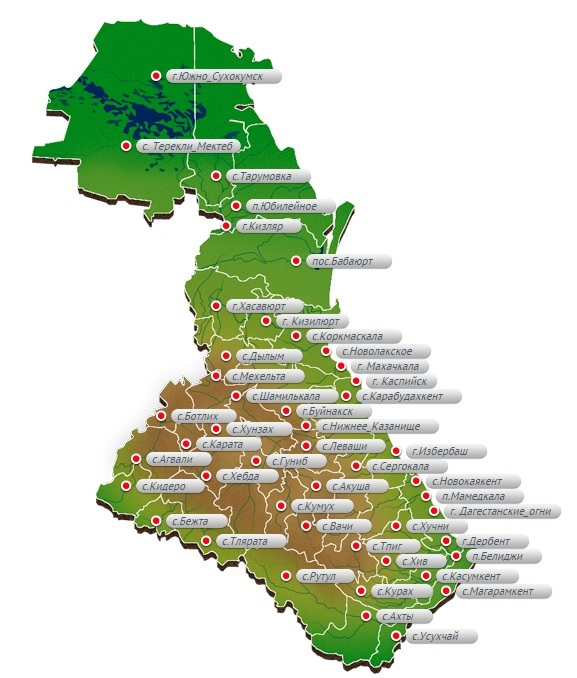 г.Южно_Сухокумск
с. Терекли_Мектеб
с.Тарумовка
п.Юбилейное
г.Кизляр
пос.Бабаюрт
г.Хасавюрт
г. Кизилюрт
с.Коркмаскала
с.Новолакское
с.Дылым
г. Махачкала
с.Мехельта
г. Каспийск
с.Шамилькала
с.Карабудахкент
г.Буйнакск
с.Ботлих
с.Хунзах
с.Нижнее_Казанище
с.Карата
с.Леваши
г.Избербаш
с.Агвали
с.Гуниб
с.Сергокала
с.Хебда
с.Новокаякент
с.Кидеро
с.Акуша
п.Мамедкала
с.Кумух
г. Дагестанские_огни
с.Бежта
с.Вачи
с.Хучни
с.Тлярата
с.Тпиг
г.Дербент
п.Белиджи
с.Хив
с.Рутул
с.Касумкент
с.Курах
с.Магарамкент
с.Ахты
с.Усухчай